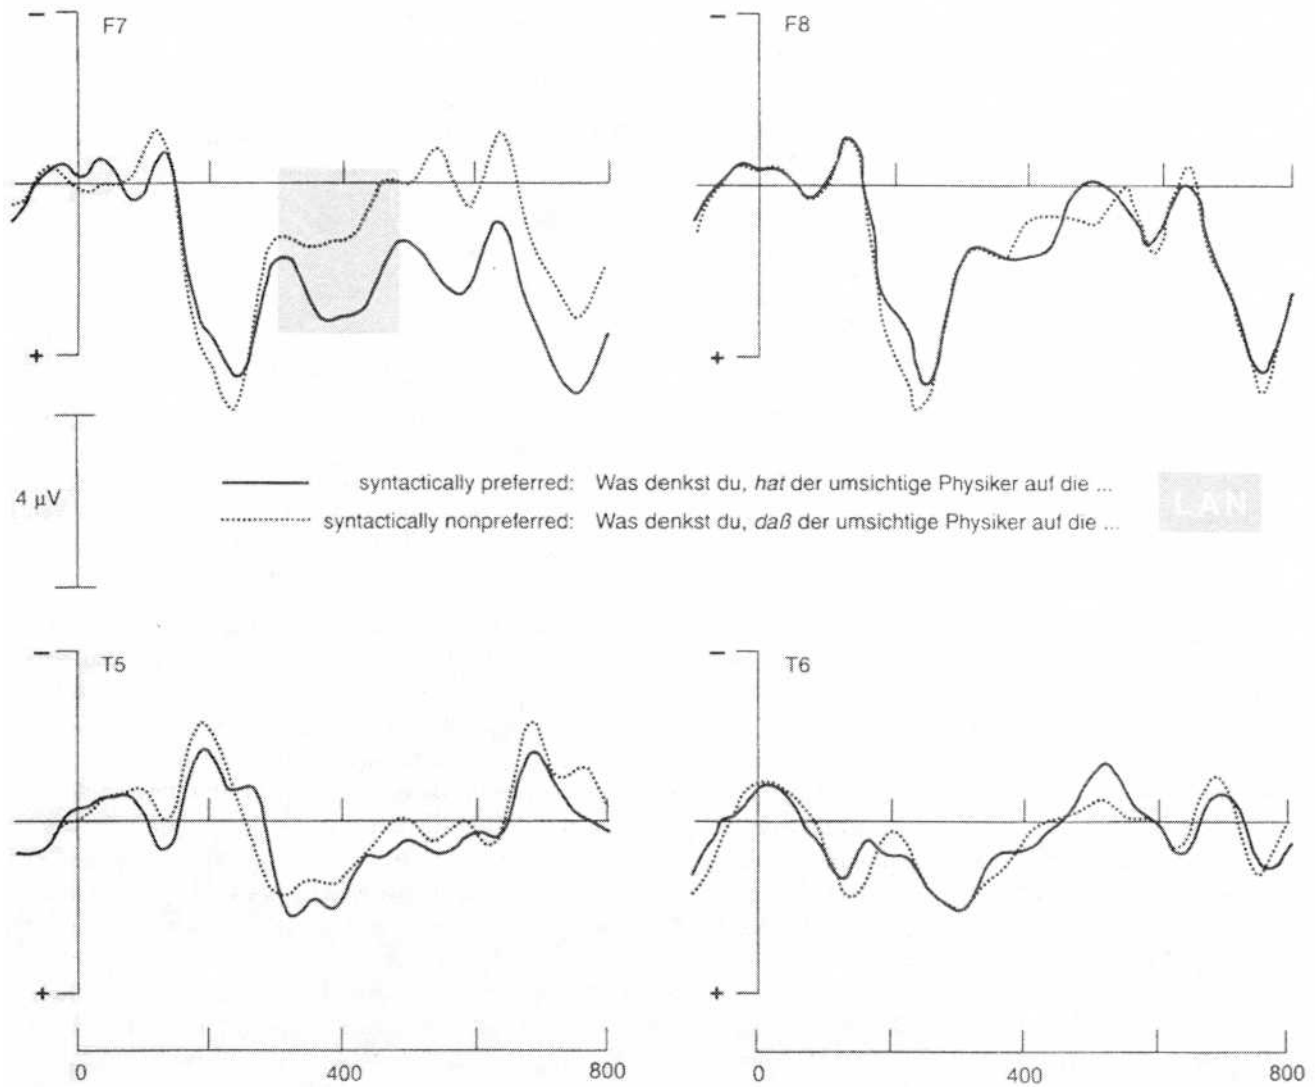 − F7
− F8
+
+
4 µV
syntactically preferred: Was denkst du, hat der umsichtige Physiker auf die ...
syntactically nonpreferred: Was denkst du, daß der umsichtige Physiker auf die ...
LAN
− T5
− T6
+
+
0 400 800
0 400 800